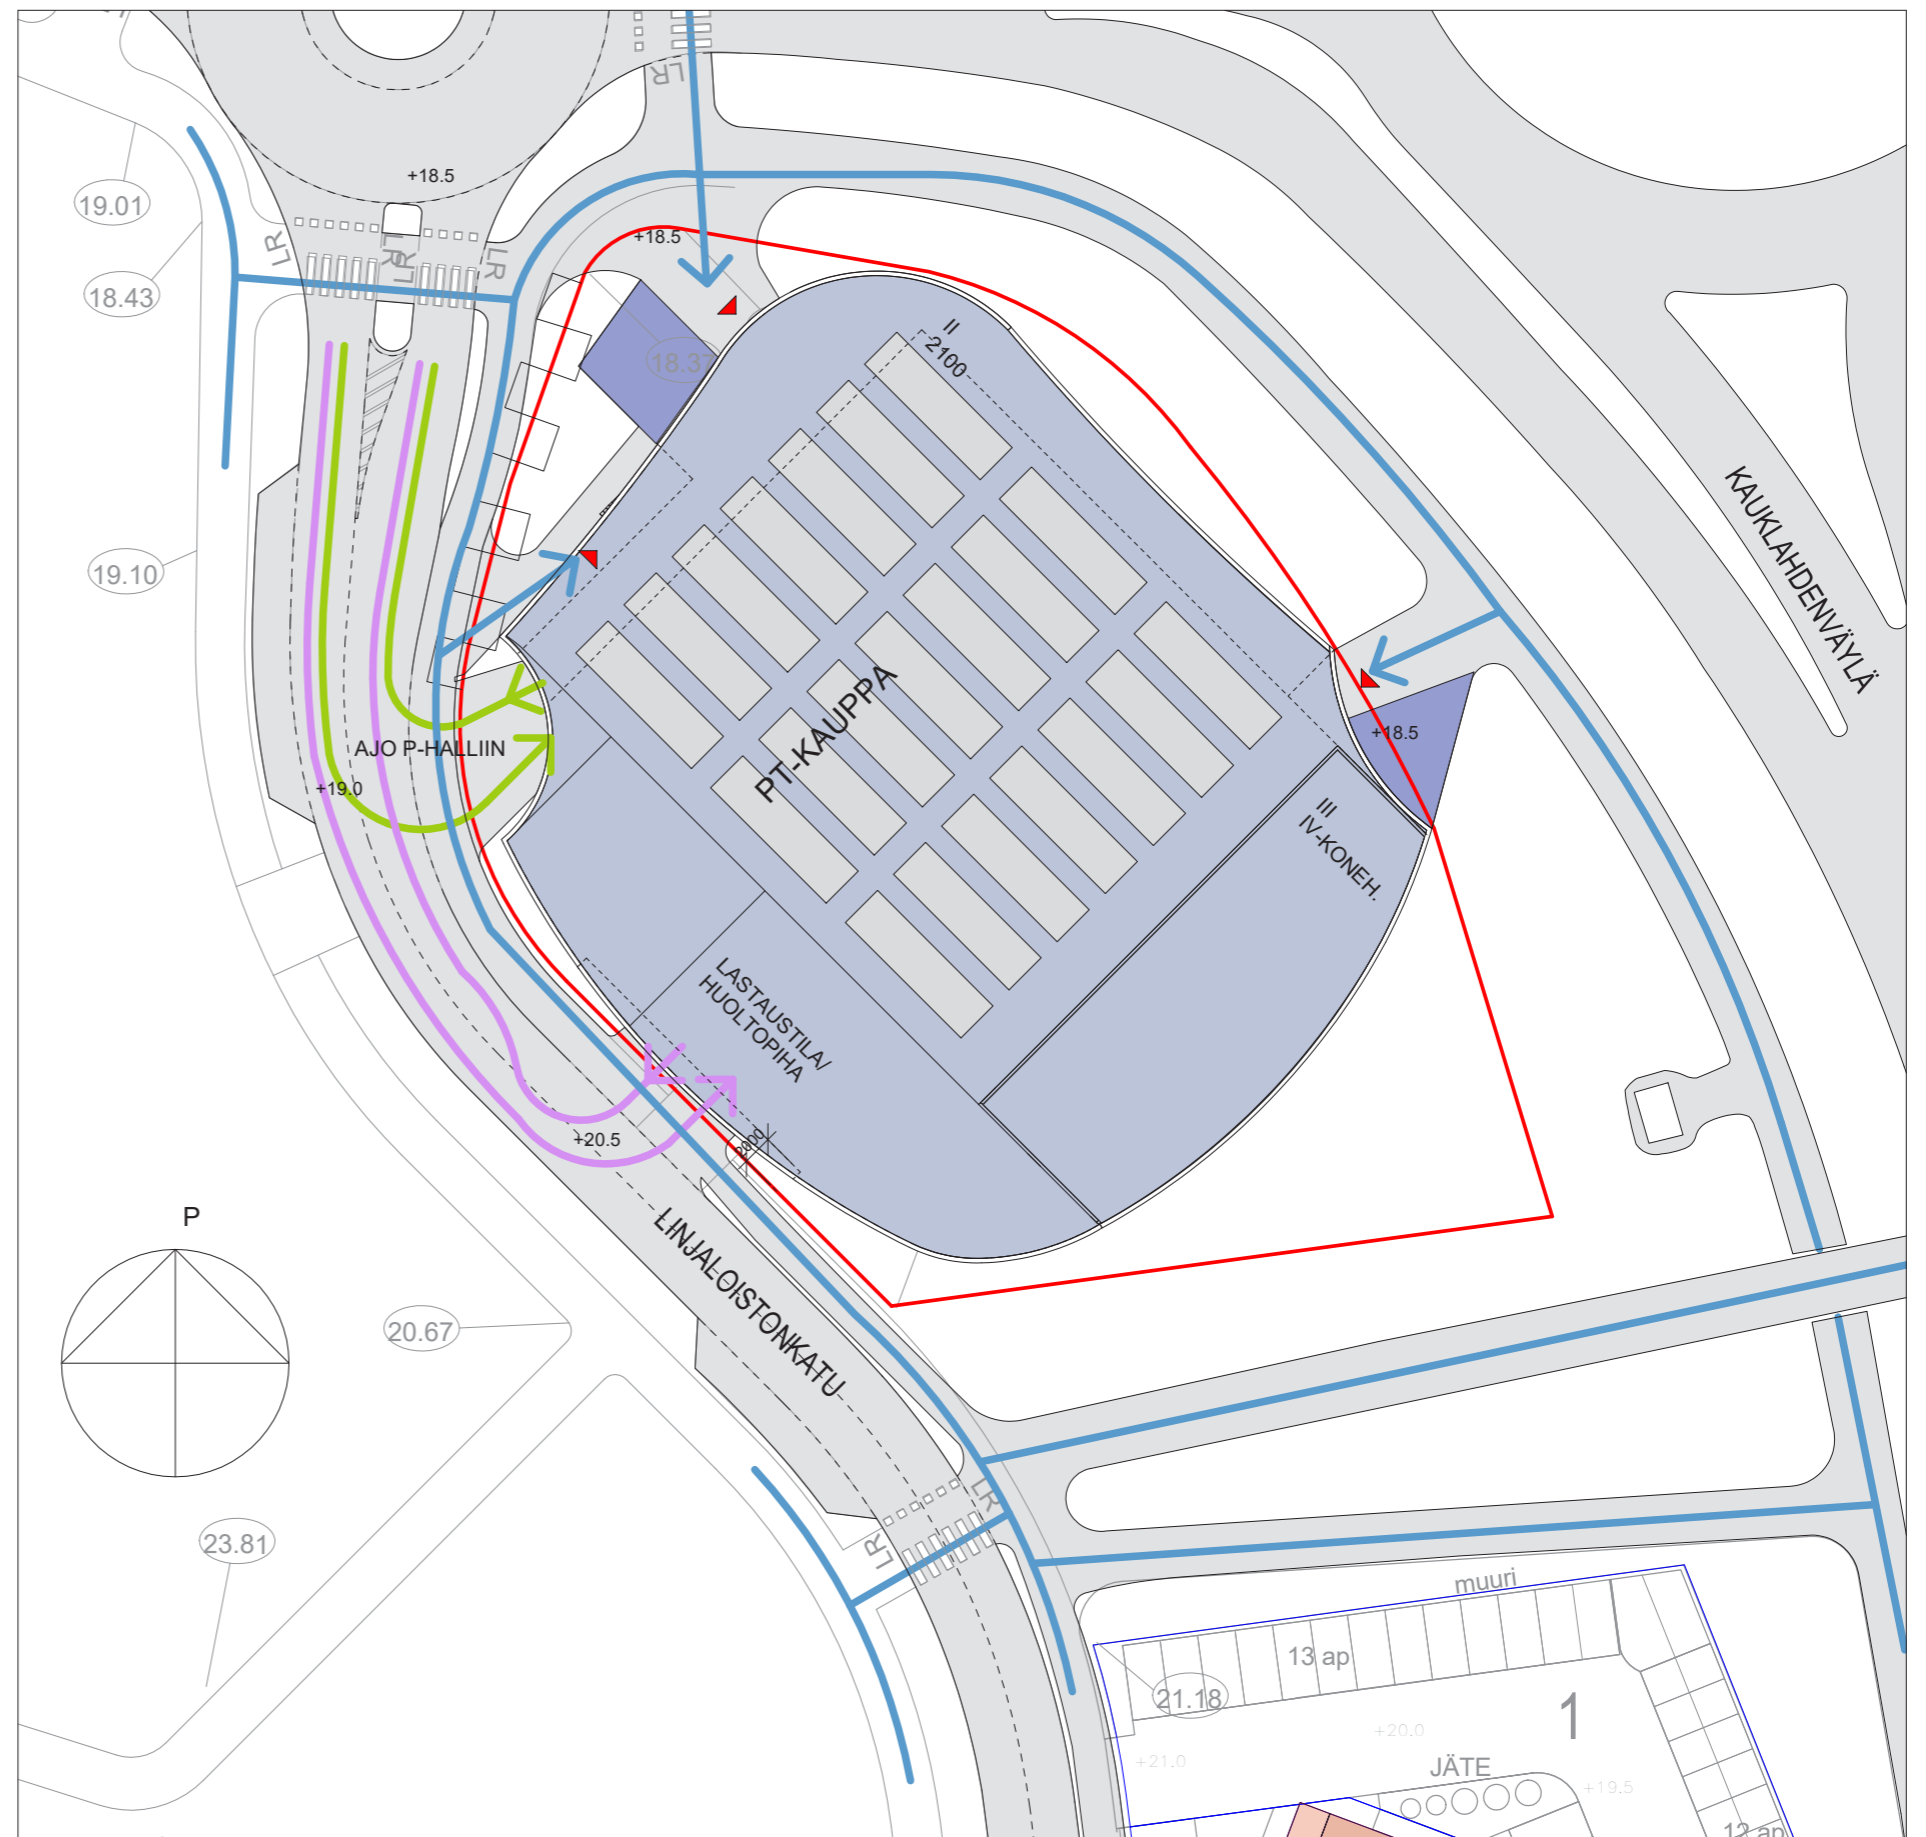 LR
+18.5
19.01
LR
LR
LR
LR
+18.5
18.43
18.37
II
2100
KAUKLAHDENVÄYLÄ
19.10
PT-KAUPPA
+18.5
AJO P-HALLIIN
+19.0
III
IV-KONEH.
LASTAUSTILA/
HUOLTOPIHA
+20.5
P
LINJALOISTONKATU
20.67
LR
LR
23.81
muuri
13 ap
21.18
1
+20.0
+21.0
JÄTE
+19.5
12 ap